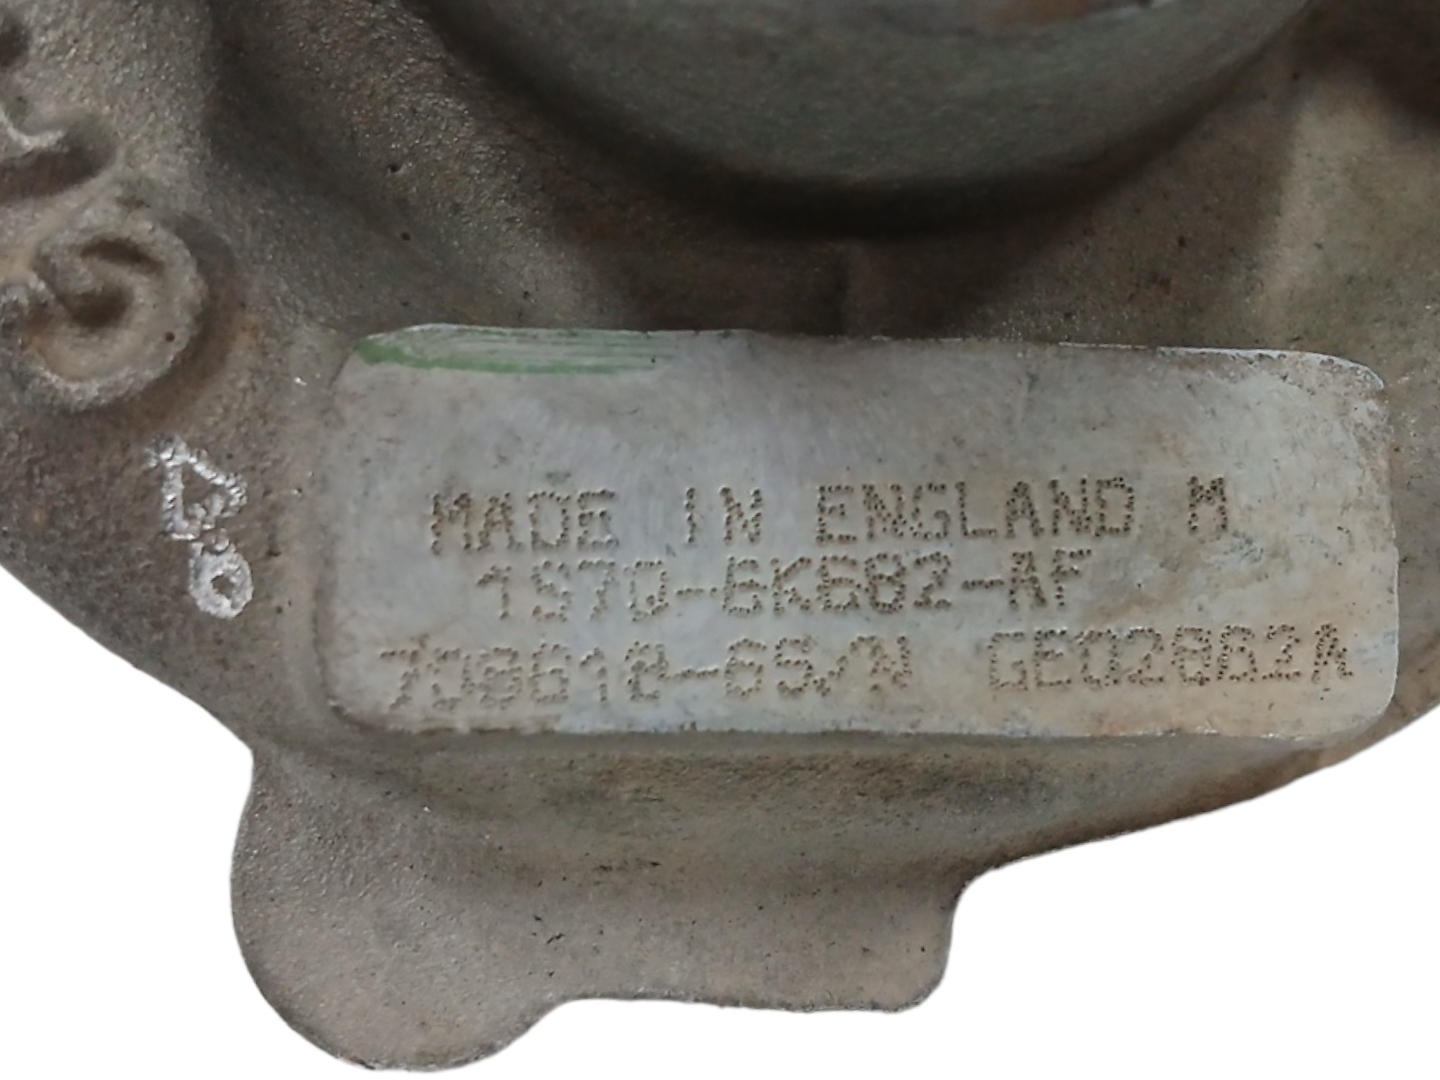 MADE IN ENGLAND M
1S7Q-6K682-AF
708618-6S/N GE02862A